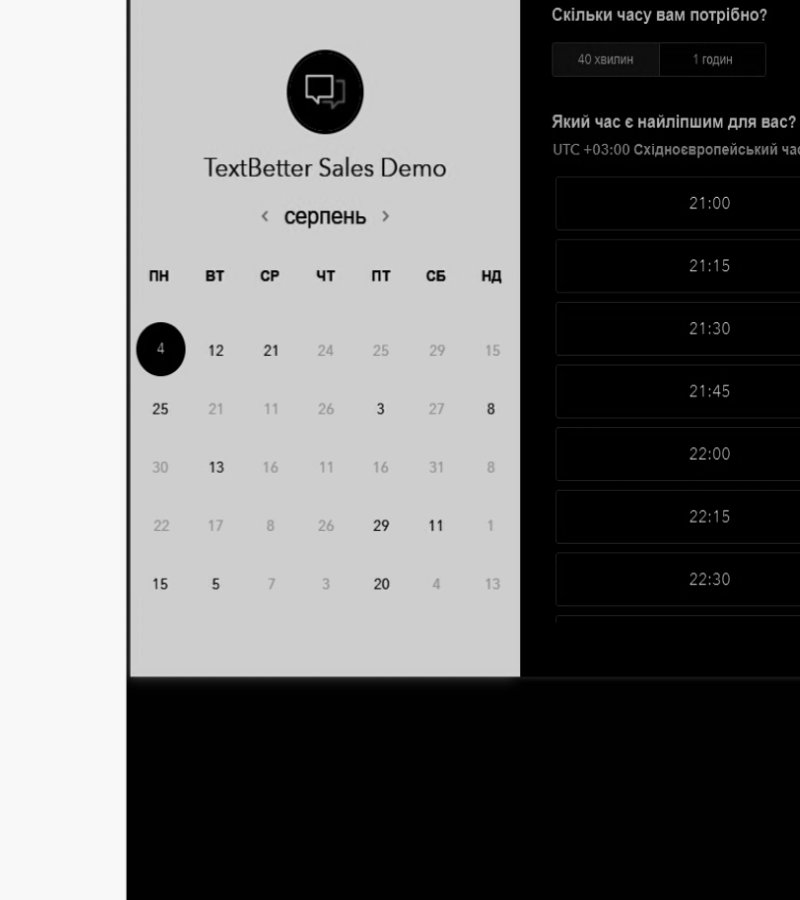 TextBetter Sales Demo
‹ серпень ›
ПН ВТ СР ЧТ ПТ СБ НД
4 12 21 24 25 29 15
25 21 11 26 3 27 8
30 13 16 11 16 31 8
22 17 8 26 29 11 1
15 5 7 3 20 4 13
Скільки часу вам потрібно?
40 хвилин 1 годин
Який час є найліпшим для вас?
UTC +03:00 Східноєвропейський
21:00
21:15
21:30
21:45
22:00
22:15
22:30